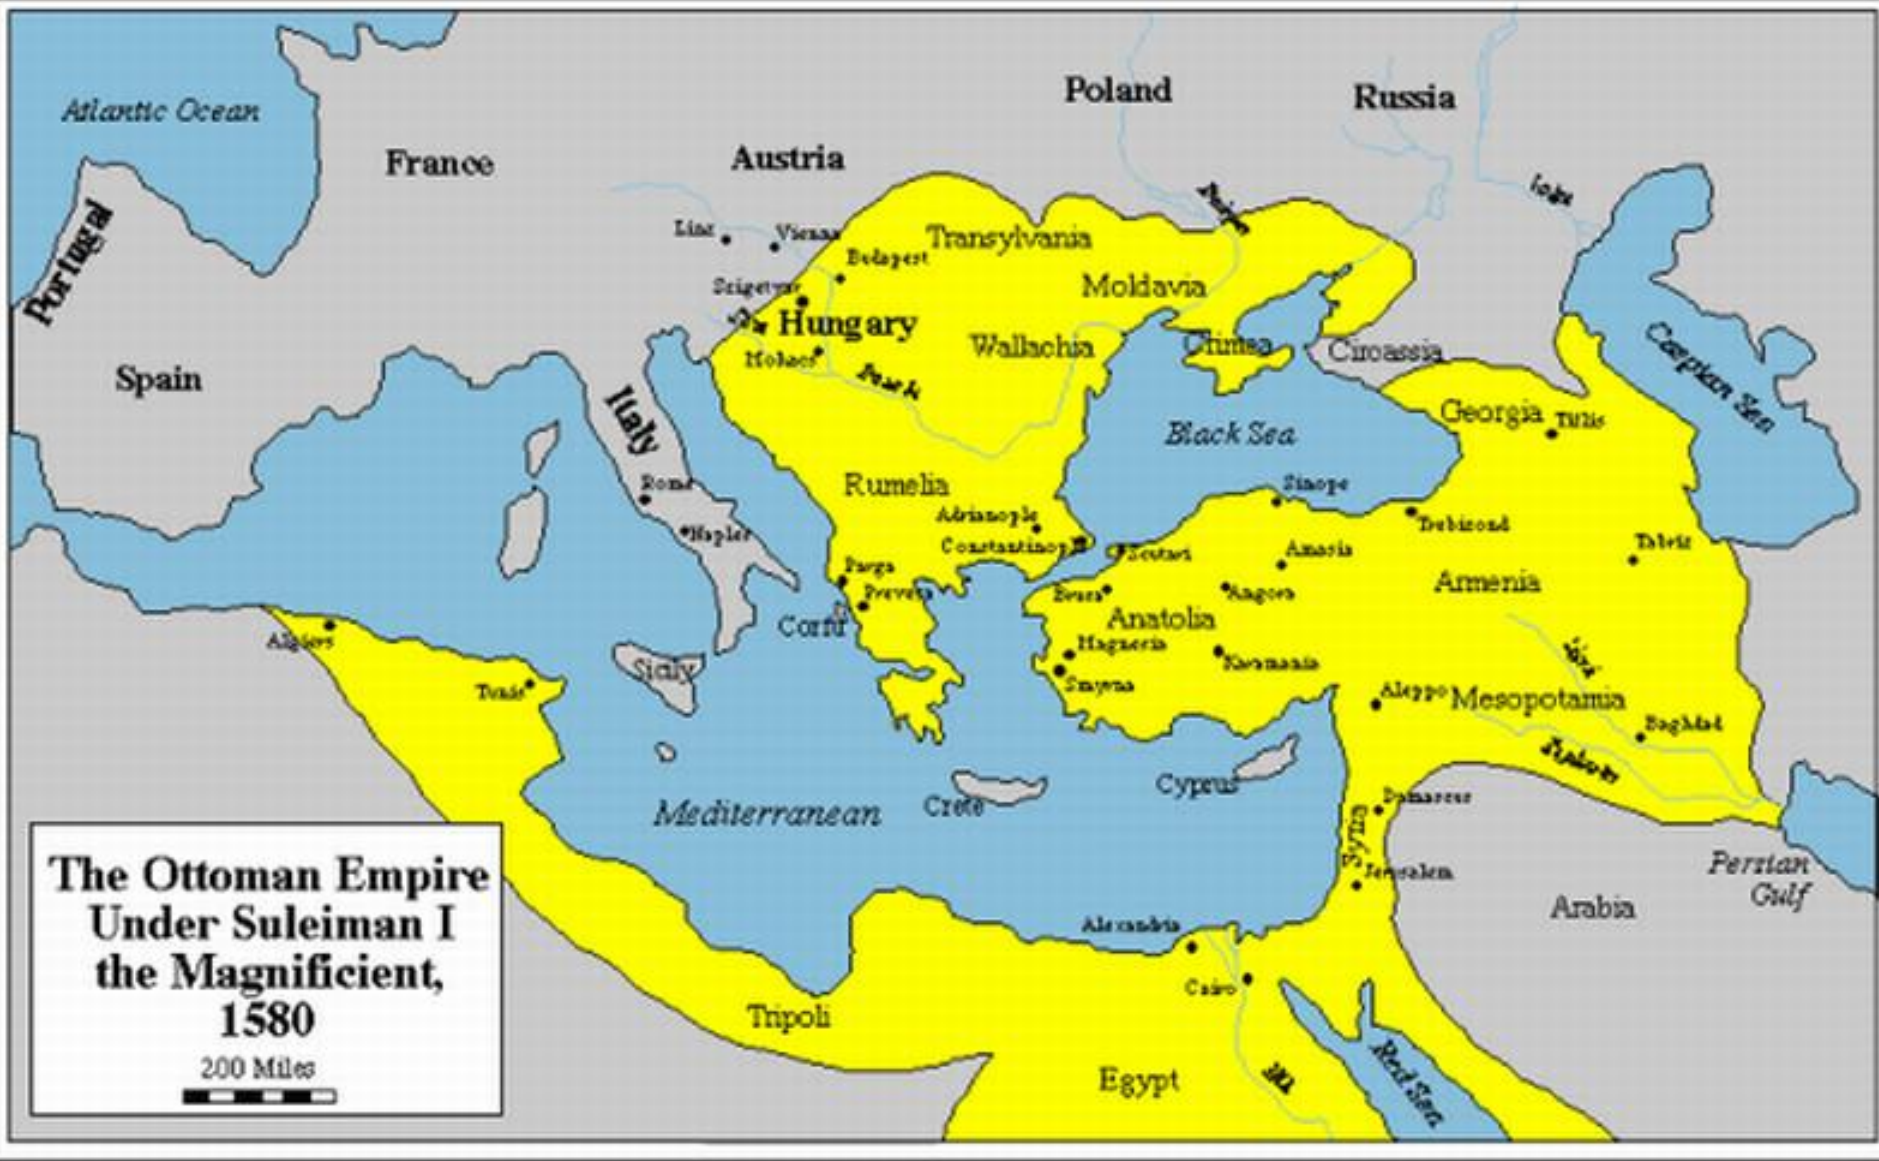 Atlantic Ocean
Portugal
Spain
France
Austria
Poland
Russia
Linz
Vienna
Budapest
Szigetvar
Hungary
Mohacs
Transylvania
Moldavia
Wallachia
Crimea
Circassia
Caspian Sea
Georgia
Tiflis
Black Sea
Italy
Rome
Naples
Rumelia
Adrianople
Constantinople
Scutari
Sinope
Trebizond
Tabriz
Parga
Preveza
Corfu
Brusa
Amasia
Angora
Armenia
Anatolia
Magnesia
Smyrna
Karamania
Algiers
Tunis
Sicily
Aleppo
Mesopotamia
Baghdad
Mediterranean
Crete
Cyprus
Syria
Damascus
Jerusalem
Persian
Gulf
Arabia
Alexandria
Cairo
Tripoli
Egypt
Red Sea
The Ottoman Empire
Under Suleiman I
the Magnificient,
1580
200 Miles